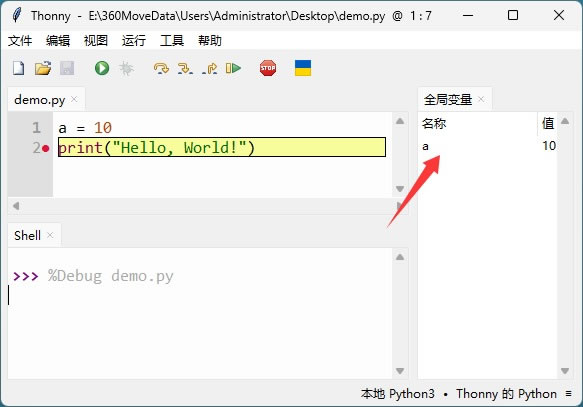 Thonny - E:\360MoveData\Users\Administrator\Desktop\demo.py @ 1:7
文件 编辑 视图 运行 工具 帮助
STOP
demo.py ×
1 a = 10
2 print("Hello, World!")
全局变量 ×
名称 值
a 10
Shell ×
>>> %Debug demo.py
本地 Python3 • Thonny 的 Python ≡